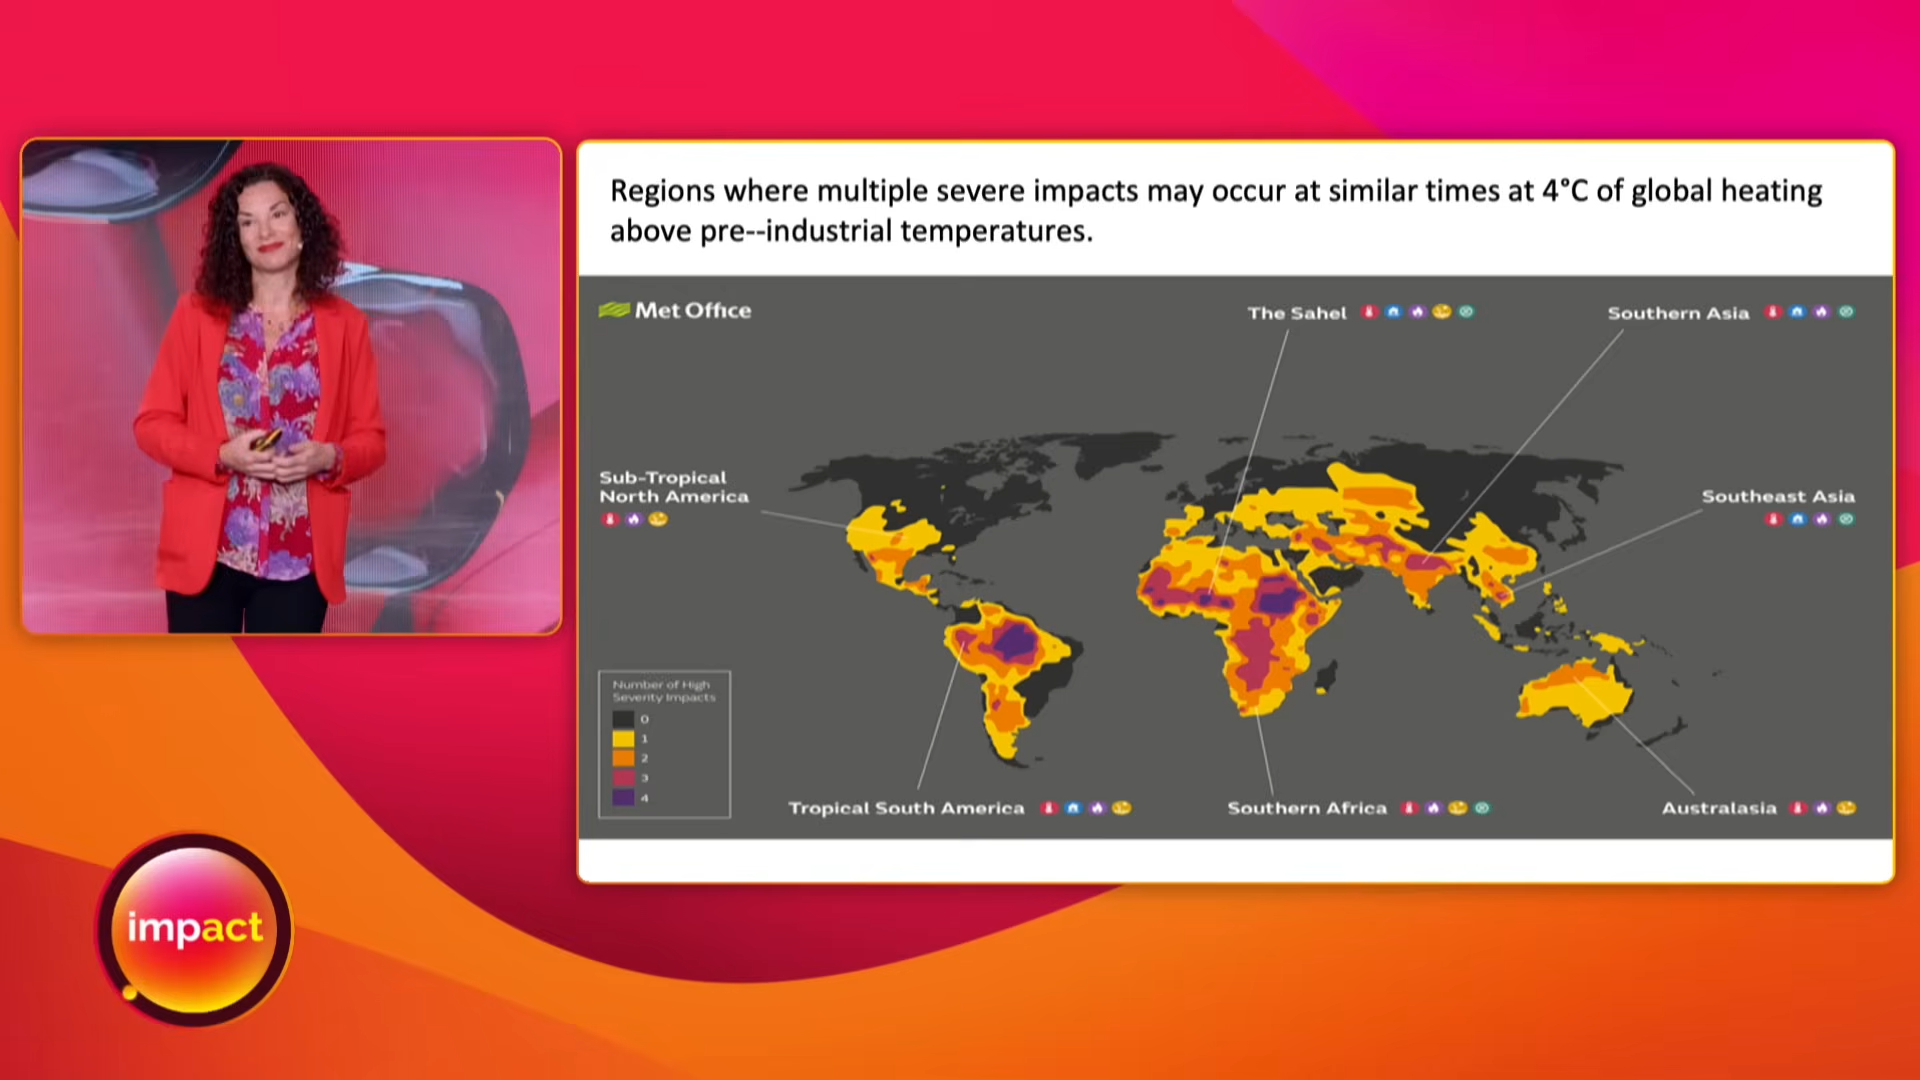 Regions where multiple severe impacts may occur at similar times at 4°C of global heating
above pre--industrial temperatures.
Met Office
The Sahel
Southern Asia
Sub-Tropical
North America
Southeast Asia
Number of High
Severity Impacts
0
1
2
3
4
Tropical South America
Southern Africa
Australasia
impact